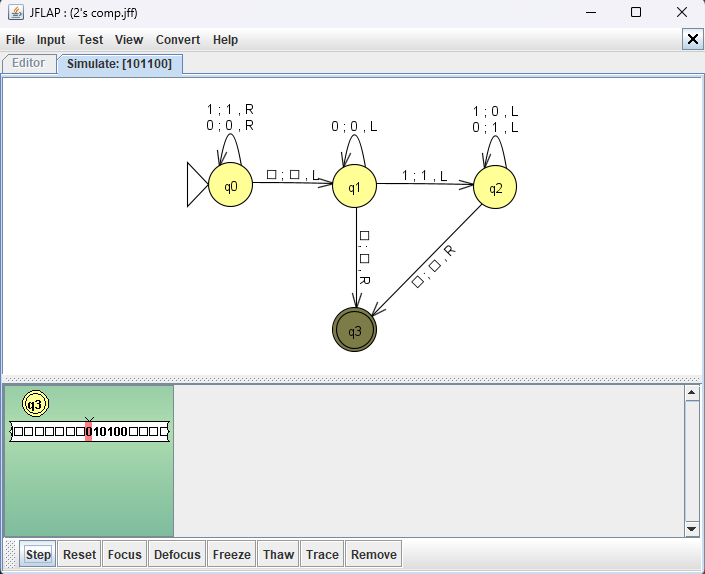 JFLAP : (2's comp.jff)
File Input Test View Convert Help
Editor Simulate: [101100]
1 ; 1 , R
0 ; 0 , R
0 ; 0 , L
1 ; 0 , L
0 ; 1 , L
□ ; □ , L
1 ; 1 , L
q0
q1
q2
□ ; □ , R
□ ; □ , R
q3
q3
□□□□□□□010100□□□□
Step Reset Focus Defocus Freeze Thaw Trace Remove